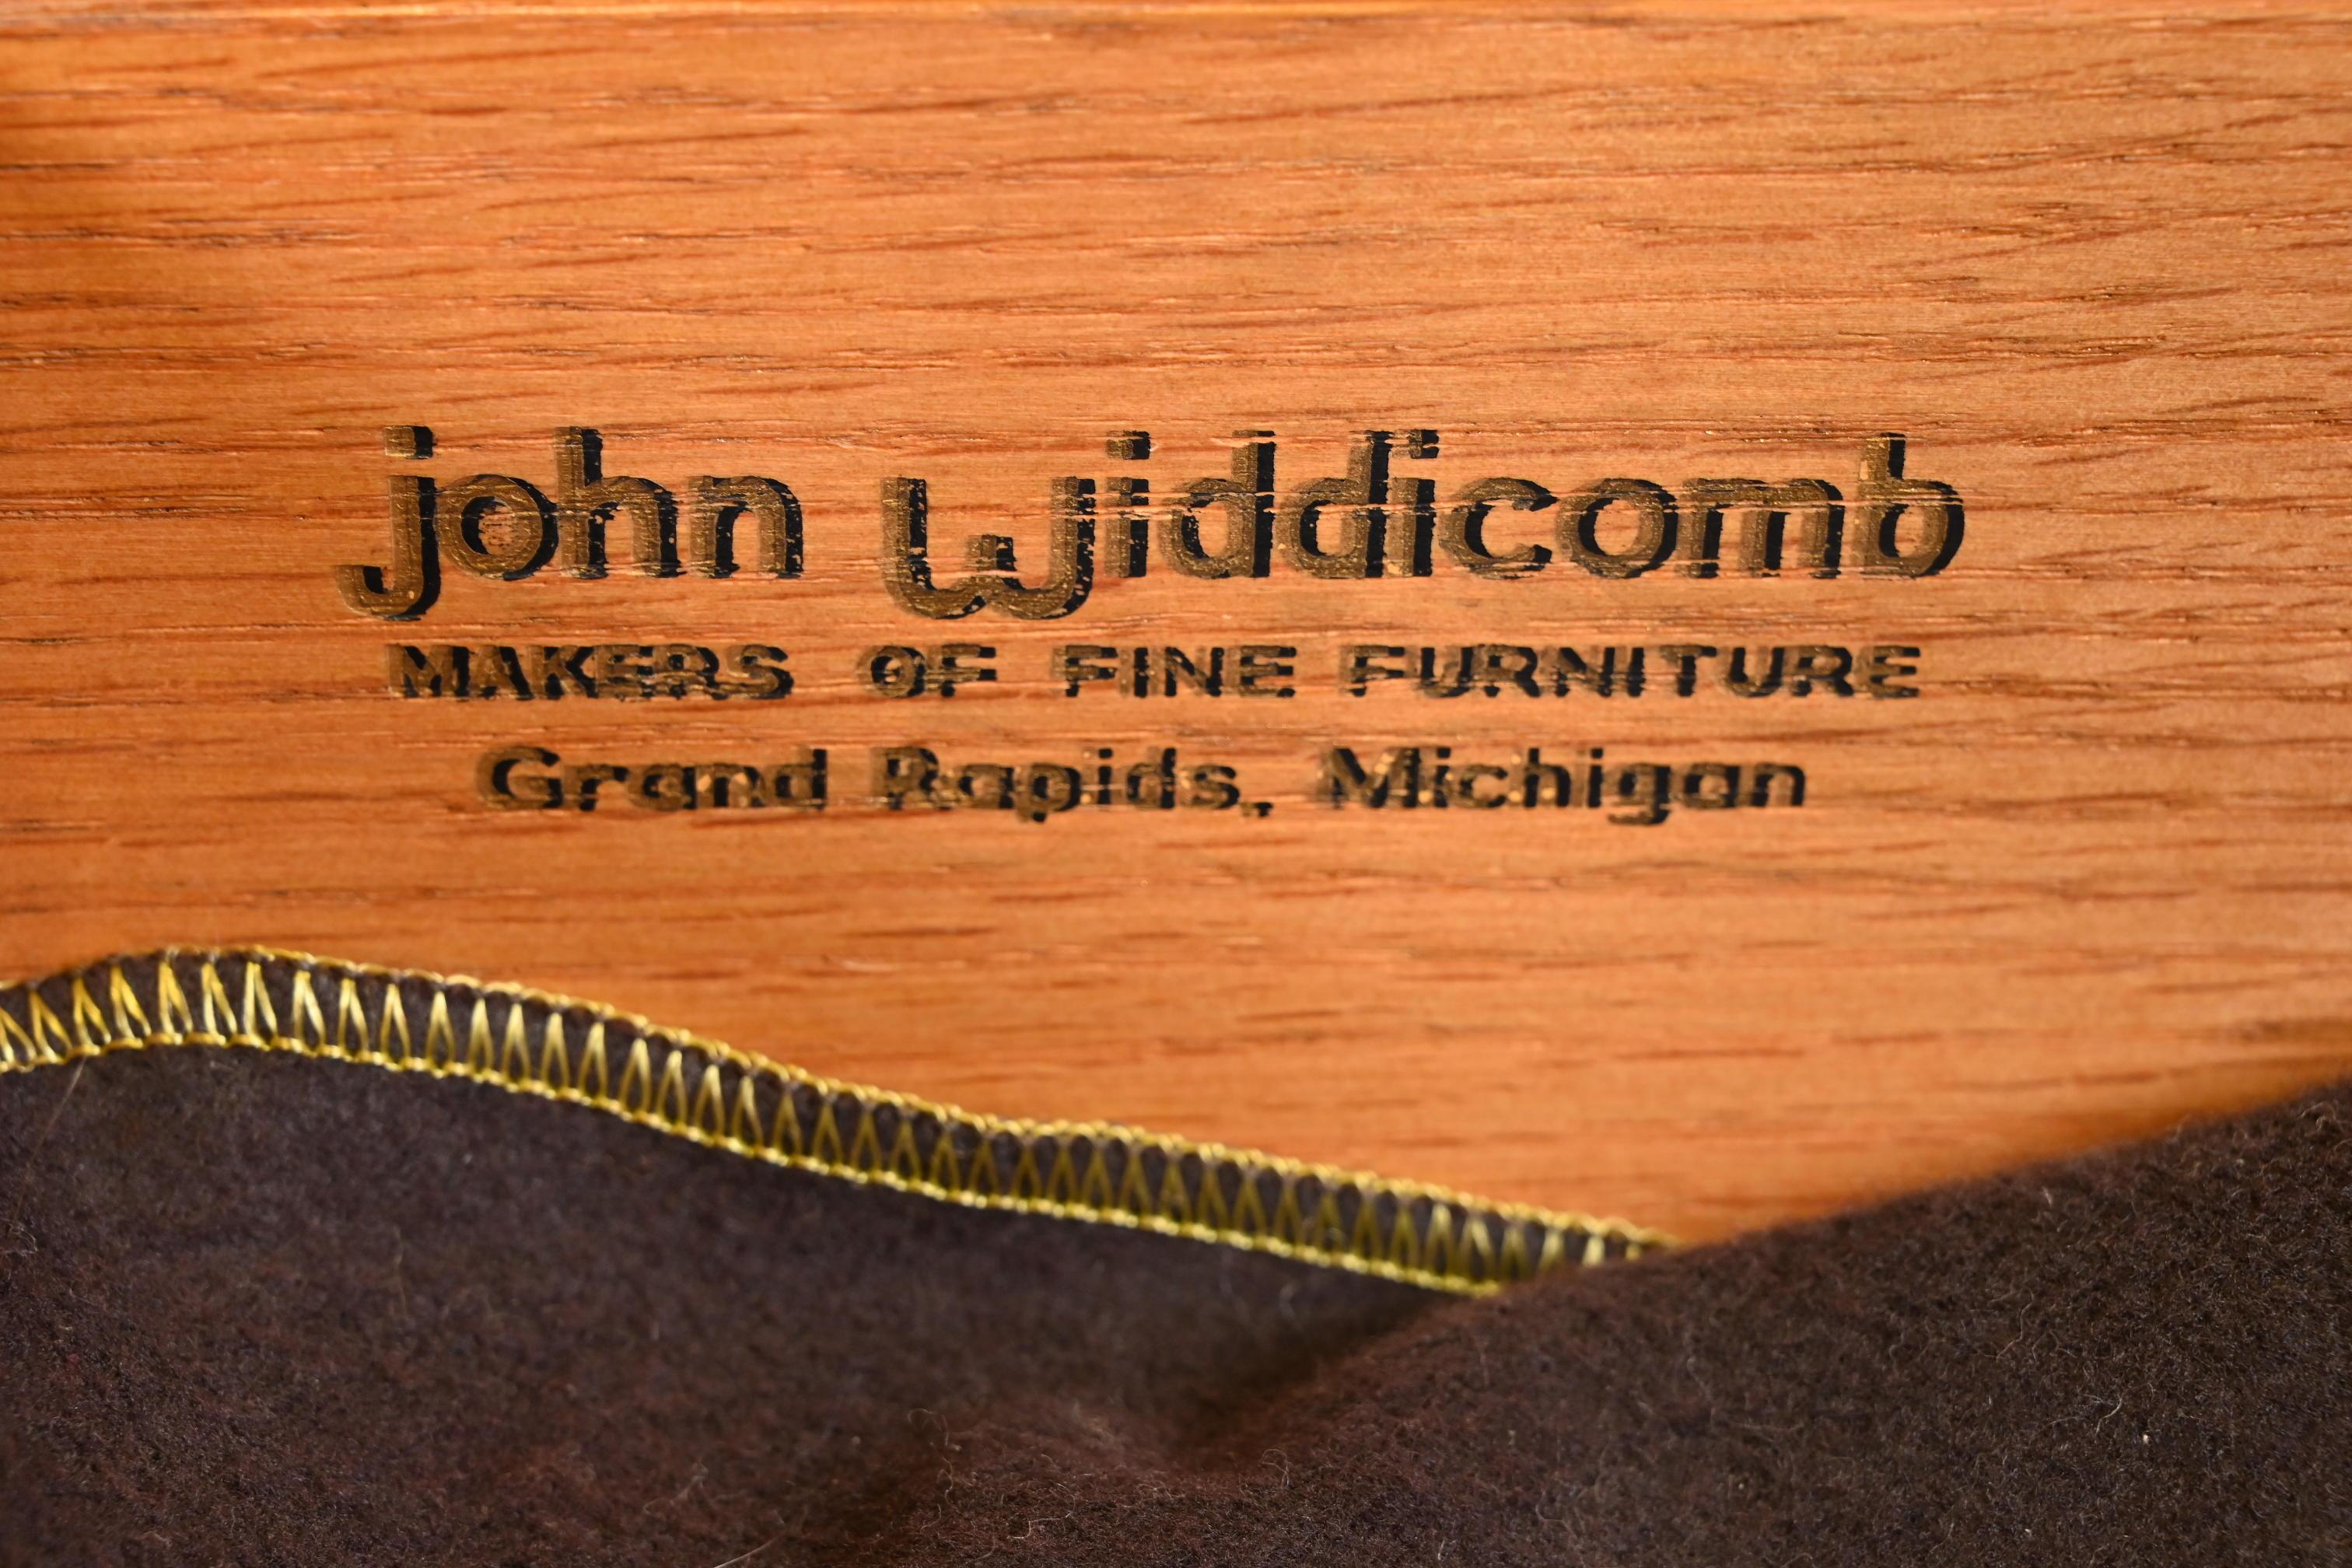 john widdicomb
MAKERS OF FINE FURNITURE
Grand Rapids, Michigan